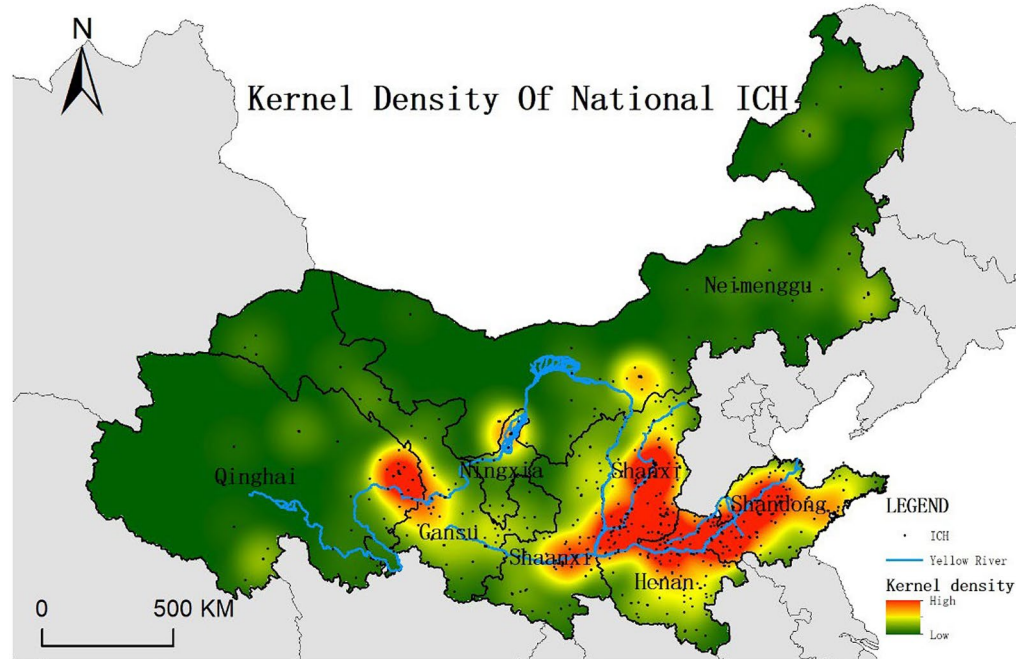 N
Kernel Density Of National ICH
Neimenggu
Qinghai
Ningxia
Shanxi
Shandong
Gansu
Shaanxi
Henan
LEGEND
ICH
Yellow River
Kernel density
High
Low
0 500 KM